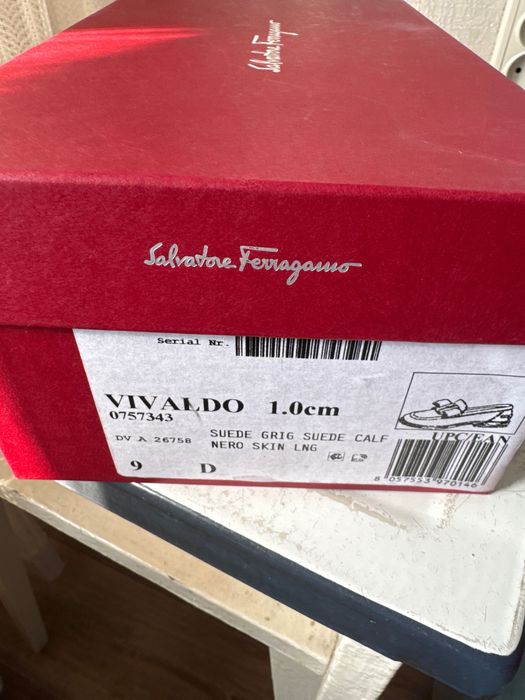 Salvatore Ferragamo
Salvatore Ferragamo
Serial Nr.
VIVALDO 1.0cm
0757343
DV A 26758 SUEDE GRIG SUEDE CALF
NERO SKIN LNG
UPC/EAN
9 D
8 057553 970146